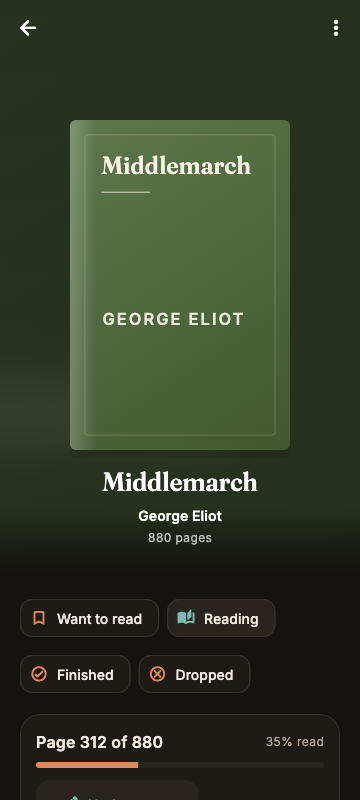 Middlemarch
GEORGE ELIOT
Middlemarch
George Eliot
880 pages
Want to read
Reading
Finished
Dropped
Page 312 of 880
35% read